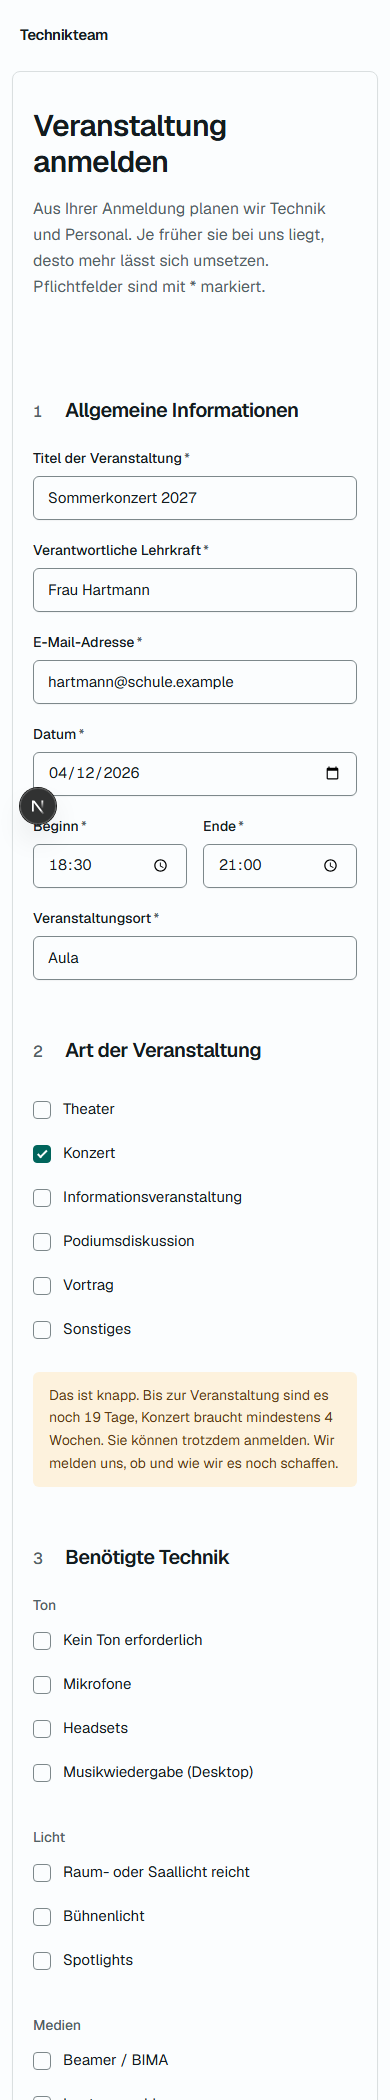 Technikteam
Veranstaltung
anmelden
Aus Ihrer Anmeldung planen wir Technik
und Personal. Je früher sie bei uns liegt,
desto mehr lässt sich umsetzen.
Pflichtfelder sind mit * markiert.
1 Allgemeine Informationen
Titel der Veranstaltung *
Sommerkonzert 2027
Verantwortliche Lehrkraft *
Frau Hartmann
E-Mail-Adresse *
hartmann@schule.example
Datum *
04/12/2026
N
Beginn * Ende *
18:30 21:00
Veranstaltungsort *
Aula
2 Art der Veranstaltung
Theater
Konzert
Informationsveranstaltung
Podiumsdiskussion
Vortrag
Sonstiges
Das ist knapp. Bis zur Veranstaltung sind es
noch 19 Tage, Konzert braucht mindestens 4
Wochen. Sie können trotzdem anmelden. Wir
melden uns, ob und wie wir es noch schaffen.
3 Benötigte Technik
Ton
Kein Ton erforderlich
Mikrofone
Headsets
Musikwiedergabe (Desktop)
Licht
Raum- oder Saallicht reicht
Bühnenlicht
Spotlights
Medien
Beamer / BIMA